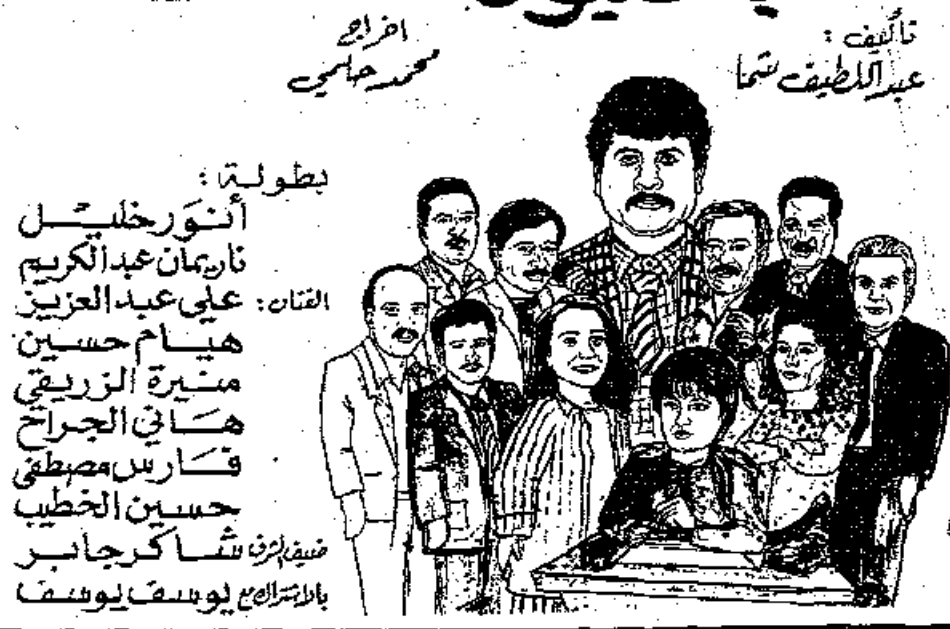 تأليف :
عبد اللطيف شما
اخراج
محمد حلمي
بطولة :
أنور خليل
ناريمان عبد الكريم
الفنان : علي عبد العزيز
هيام حسين
منيرة الزريقي
هاني الجراح
فارس مصطفى
حسين الخطيب
ضيف الشرف شاكر جابر
بالاشتراك مع يوسف يوسف